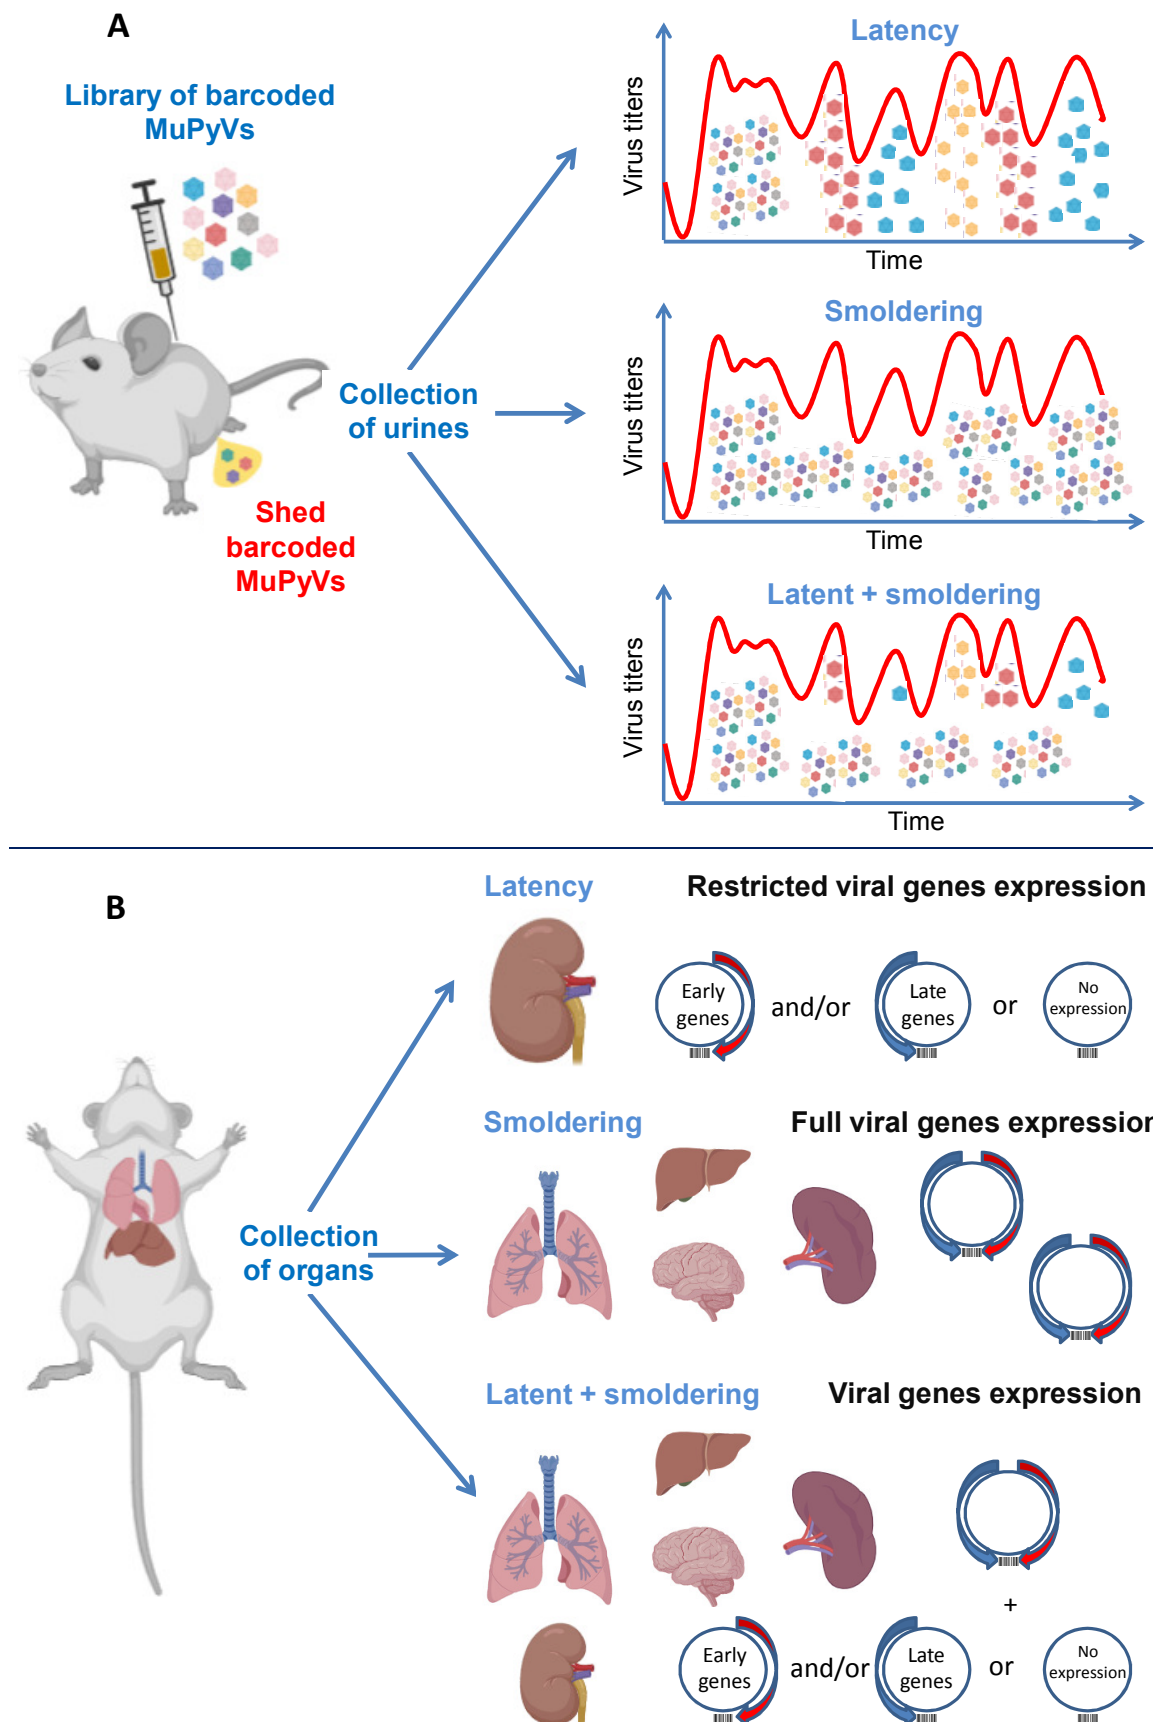 A
Library of barcoded
MuPyVs
Collection
of urines
Shed
barcoded
MuPyVs
Latency
Virus titers
Time
Smoldering
Virus titers
Time
Latent + smoldering
Virus titers
Time
B
Collection
of organs
Latency
Restricted viral genes expression
Early
genes
and/or
Late
genes
or
No
expression
Smoldering
Full viral genes expression
Latent + smoldering
Viral genes expression
+
Early
genes
and/or
Late
genes
or
No
expression